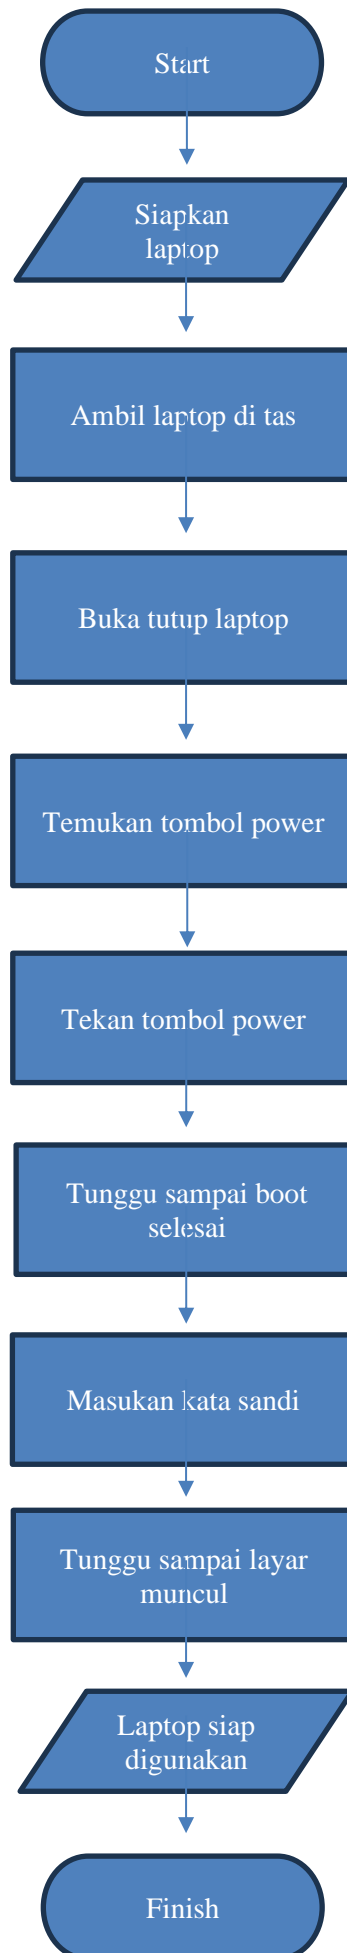 Start
Siapkan
laptop
Ambil laptop di tas
Buka tutup laptop
Temukan tombol power
Tekan tombol power
Tunggu sampai boot
selesai
Masukan kata sandi
Tunggu sampai layar
muncul
Laptop siap
digunakan
Finish